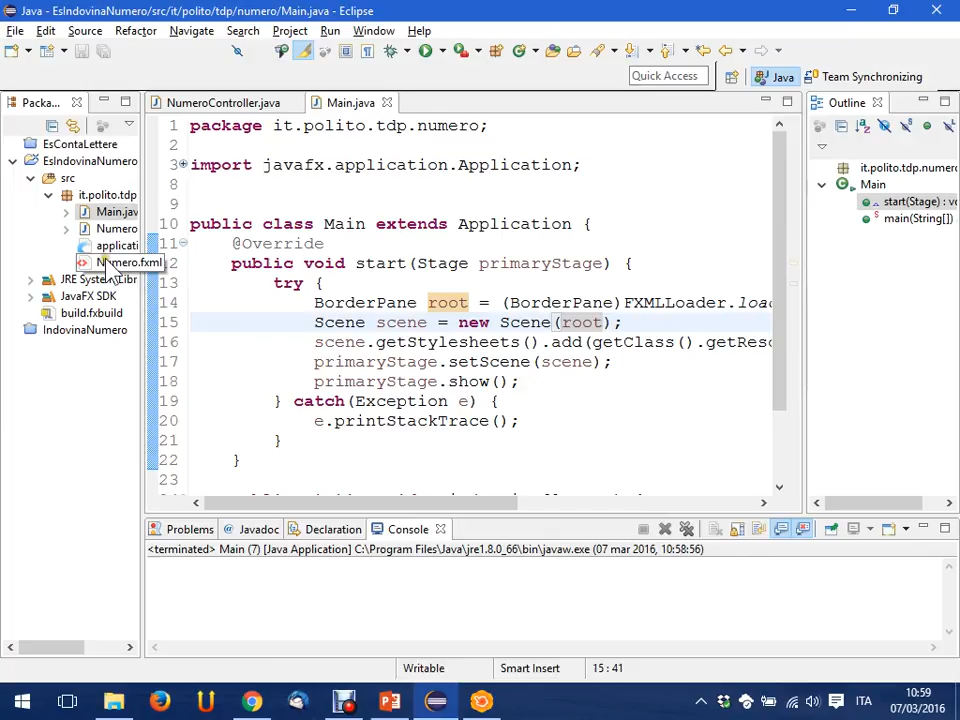 Java - EsIndovinaNumero/src/it/polito/tdp/numero/Main.java - Eclipse
File Edit Source Refactor Navigate Search Project Run Window Help
Quick Access Java Team Synchronizing
Packa... NumeroController.java Main.java Outline
EsContaLettere
EsIndovinaNumero
src
it.polito.tdp
Main.jav
Numero
applicati
Numero.fxml
JRE System Libr
JavaFX SDK
build.fxbuild
IndovinaNumero
1 package it.polito.tdp.numero;
2
3 import javafx.application.Application;
8
9
10 public class Main extends Application {
11 @Override
12 public void start(Stage primaryStage) {
13 try {
14 BorderPane root = (BorderPane)FXMLLoader.loa
15 Scene scene = new Scene(root);
16 scene.getStylesheets().add(getClass().getReso
17 primaryStage.setScene(scene);
18 primaryStage.show();
19 } catch(Exception e) {
20 e.printStackTrace();
21 }
22 }
23
it.polito.tdp.numero
Main
start(Stage) : vo
main(String[])
Problems Javadoc Declaration Console
<terminated> Main (7) [Java Application] C:\Program Files\Java\jre1.8.0_66\bin\javaw.exe (07 mar 2016, 10:58:56)
Writable Smart Insert 15 : 41
ITA
10:59
07/03/2016